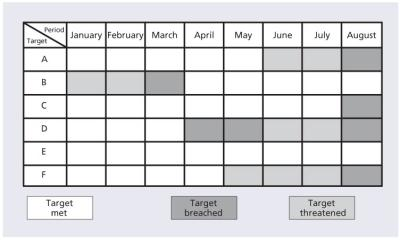 Period
Target
January February March April May June July August
A
B
C
D
E
F
Target met
Target breached
Target threatened